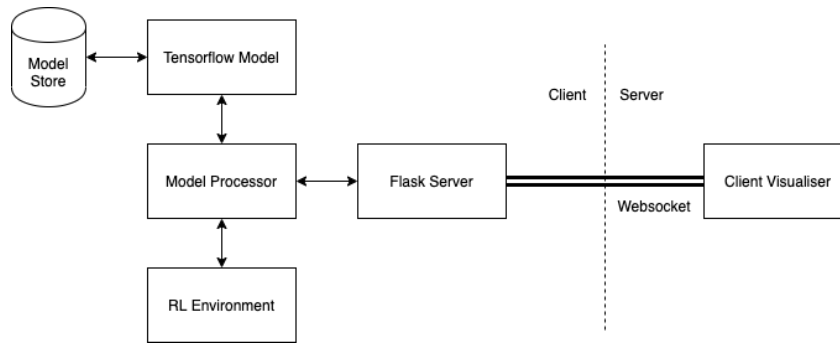 Model
Store
Tensorflow Model
Client
Server
Model Processor
Flask Server
Client Visualiser
Websocket
RL Environment